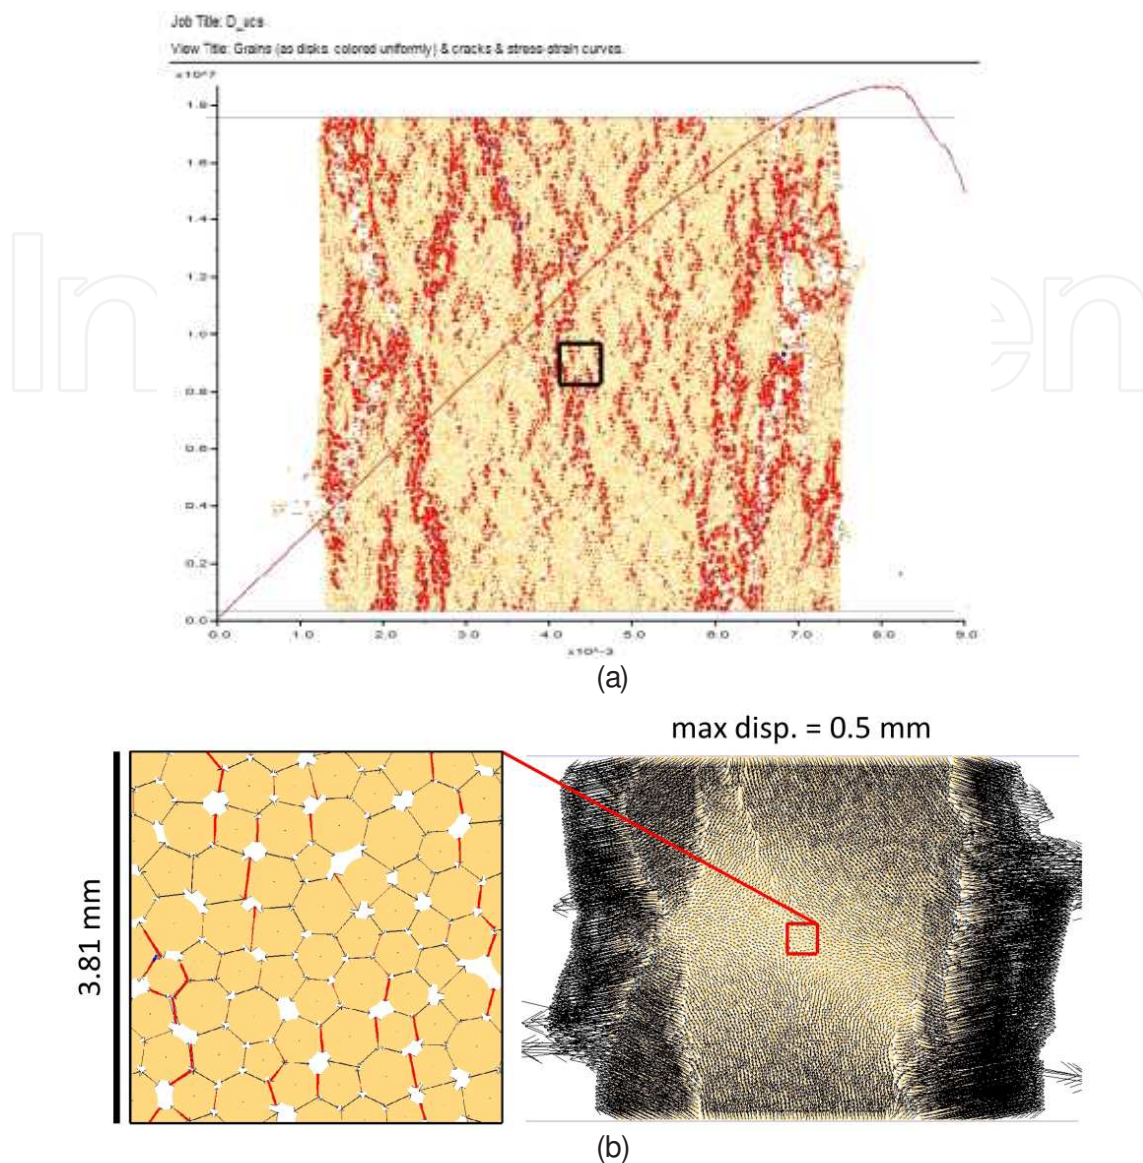 Job Title: D_ucs
View Title: Grains (as disks, colored uniformly) & cracks & stress-strain curves.
x10^7
1.8
1.6
1.4
1.2
1.0
0.8
0.6
0.4
0.2
0.0
0.0 1.0 2.0 3.0 4.0 5.0 6.0 7.0 8.0 9.0
x10^-3
(a)
max disp. = 0.5 mm
3.81 mm
(b)